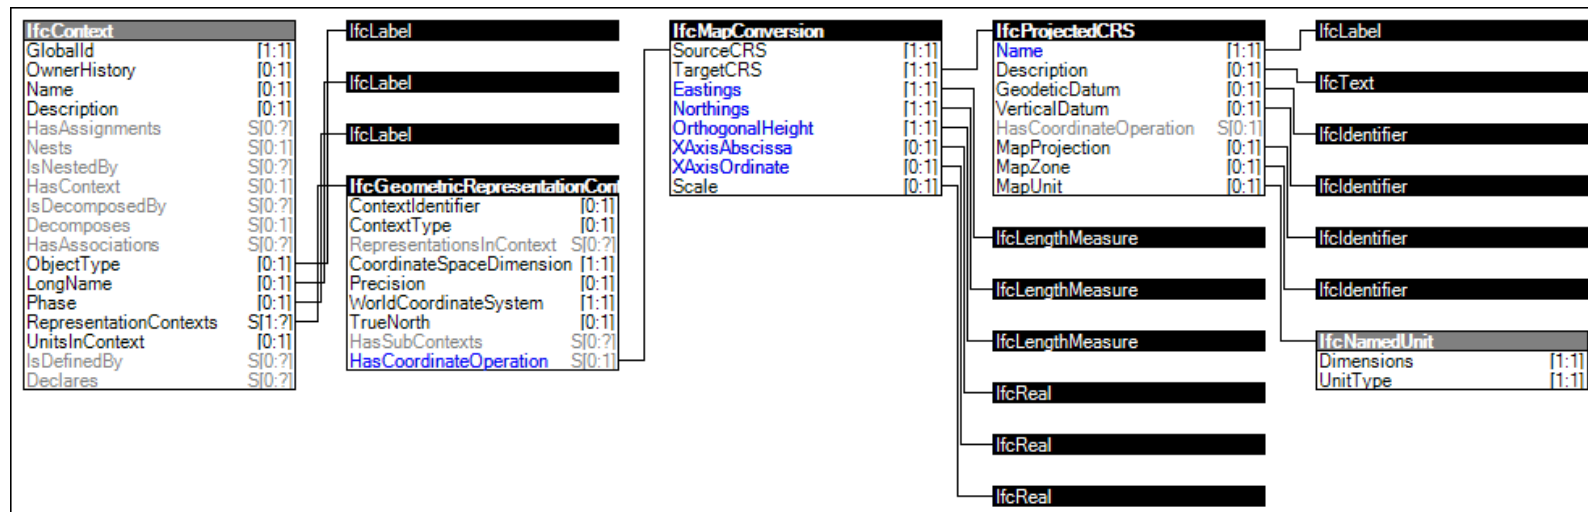 IfcContext
GlobalId [1:1]
OwnerHistory [0:1]
Name [0:1]
Description [0:1]
HasAssignments S[0:?]
Nests S[0:1]
IsNestedBy S[0:?]
HasContext S[0:1]
IsDecomposedBy S[0:?]
Decomposes S[0:1]
HasAssociations S[0:?]
ObjectType [0:1]
LongName [0:1]
Phase [0:1]
RepresentationContexts S[1:?]
UnitsInContext [0:1]
IsDefinedBy S[0:?]
Declares S[0:?]
IfcLabel
IfcLabel
IfcLabel
IfcGeometricRepresentationCont
ContextIdentifier [0:1]
ContextType [0:1]
RepresentationsInContext S[0:?]
CoordinateSpaceDimension [1:1]
Precision [0:1]
WorldCoordinateSystem [1:1]
TrueNorth [0:1]
HasSubContexts S[0:?]
HasCoordinateOperation S[0:1]
IfcMapConversion
SourceCRS [1:1]
TargetCRS [1:1]
Eastings [1:1]
Northings [1:1]
OrthogonalHeight [1:1]
XAxisAbscissa [0:1]
XAxisOrdinate [0:1]
Scale [0:1]
IfcProjectedCRS
Name [1:1]
Description [0:1]
GeodeticDatum [0:1]
VerticalDatum [0:1]
HasCoordinateOperation S[0:1]
MapProjection [0:1]
MapZone [0:1]
MapUnit [0:1]
IfcLengthMeasure
IfcLengthMeasure
IfcLengthMeasure
IfcReal
IfcReal
IfcReal
IfcLabel
IfcText
IfcIdentifier
IfcIdentifier
IfcIdentifier
IfcIdentifier
IfcNamedUnit
Dimensions [1:1]
UnitType [1:1]